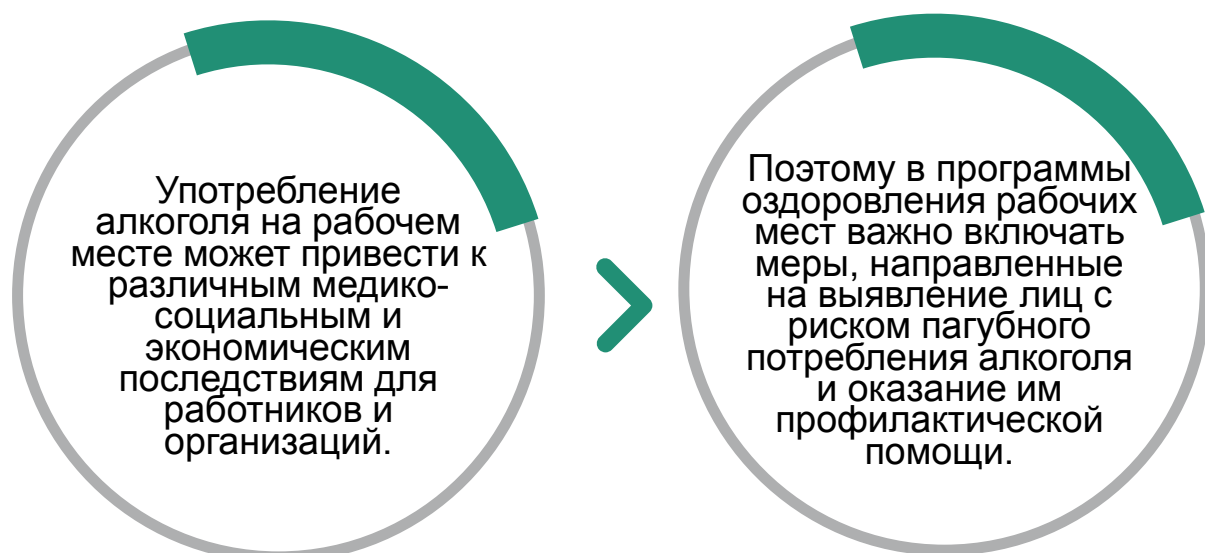 Употребление
алкоголя на рабочем
месте может привести к
различным медико-
социальным и
экономическим
последствиям для
работников и
организаций.
Поэтому в программы
оздоровления рабочих
мест важно включать
меры, направленные
на выявление лиц с
риском пагубного
потребления алкоголя
и оказание им
профилактической
помощи.